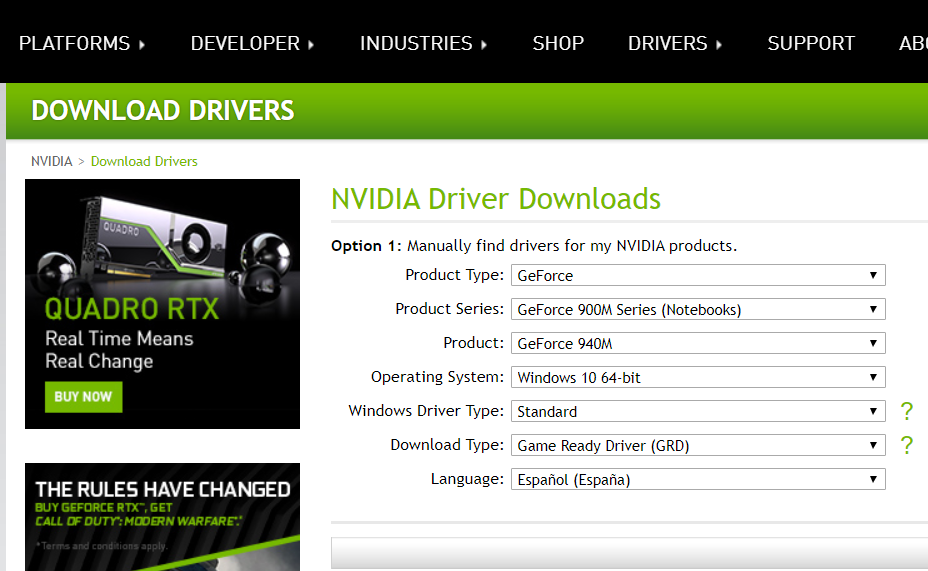 PLATFORMS DEVELOPER INDUSTRIES SHOP DRIVERS SUPPORT ABO
DOWNLOAD DRIVERS
NVIDIA > Download Drivers
QUADRO
QUADRO RTX
Real Time Means
Real Change
BUY NOW
THE RULES HAVE CHANGED
BUY GEFORCE RTX™, GET
CALL OF DUTY®: MODERN WARFARE®.*
*Terms and conditions apply.
NVIDIA Driver Downloads
Option 1: Manually find drivers for my NVIDIA products.
Product Type: GeForce
Product Series: GeForce 900M Series (Notebooks)
Product: GeForce 940M
Operating System: Windows 10 64-bit
Windows Driver Type: Standard ?
Download Type: Game Ready Driver (GRD) ?
Language: Español (España)